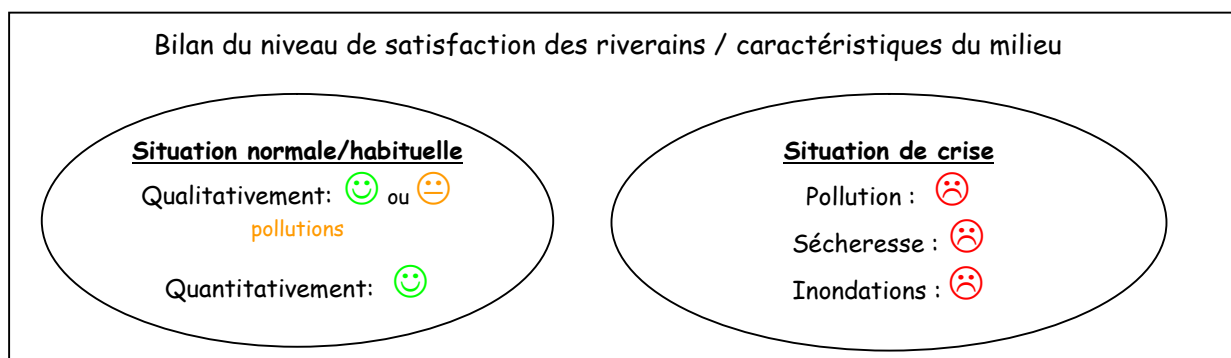 Bilan du niveau de satisfaction des riverains / caractéristiques du milieu
Situation normale/habituelle
Qualitativement: ou
pollutions
Quantitativement:
Situation de crise
Pollution :
Sécheresse :
Inondations :